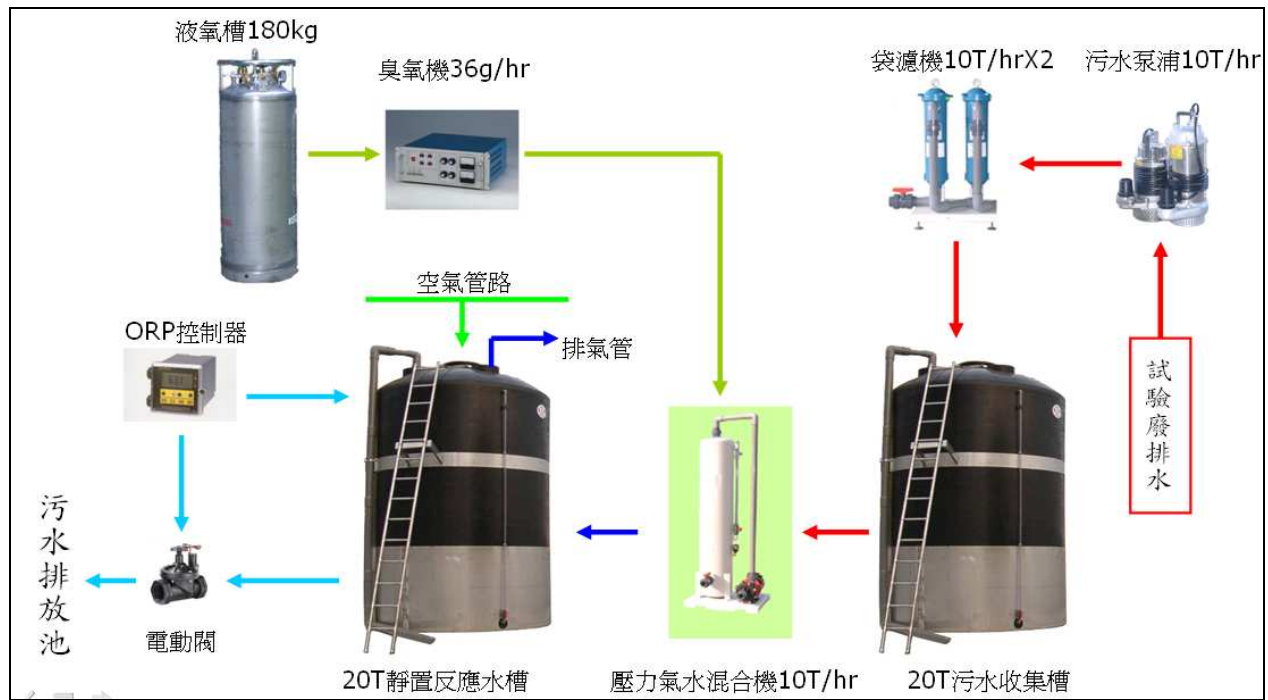 液氧槽180kg
臭氧機36g/hr
袋濾機10T/hrX2
污水泵浦10T/hr
空氣管路
ORP控制器
排氣管
試驗廢排水
污水排放池
電動閥
20T靜置反應水槽
壓力氣水混合機10T/hr
20T污水收集槽